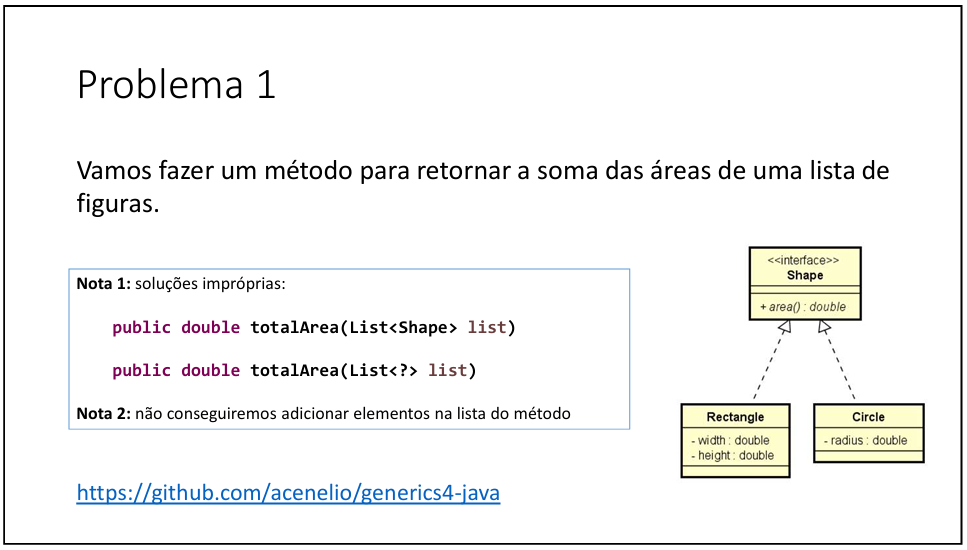 Problema 1
Vamos fazer um método para retornar a soma das áreas de uma lista de
figuras.
Nota 1: soluções impróprias:
public double totalArea(List<Shape> list)
public double totalArea(List<?> list)
Nota 2: não conseguiremos adicionar elementos na lista do método
<<interface>>
Shape
+ area() : double
Rectangle
- width : double
- height : double
Circle
- radius : double
https://github.com/acenelio/generics4-java